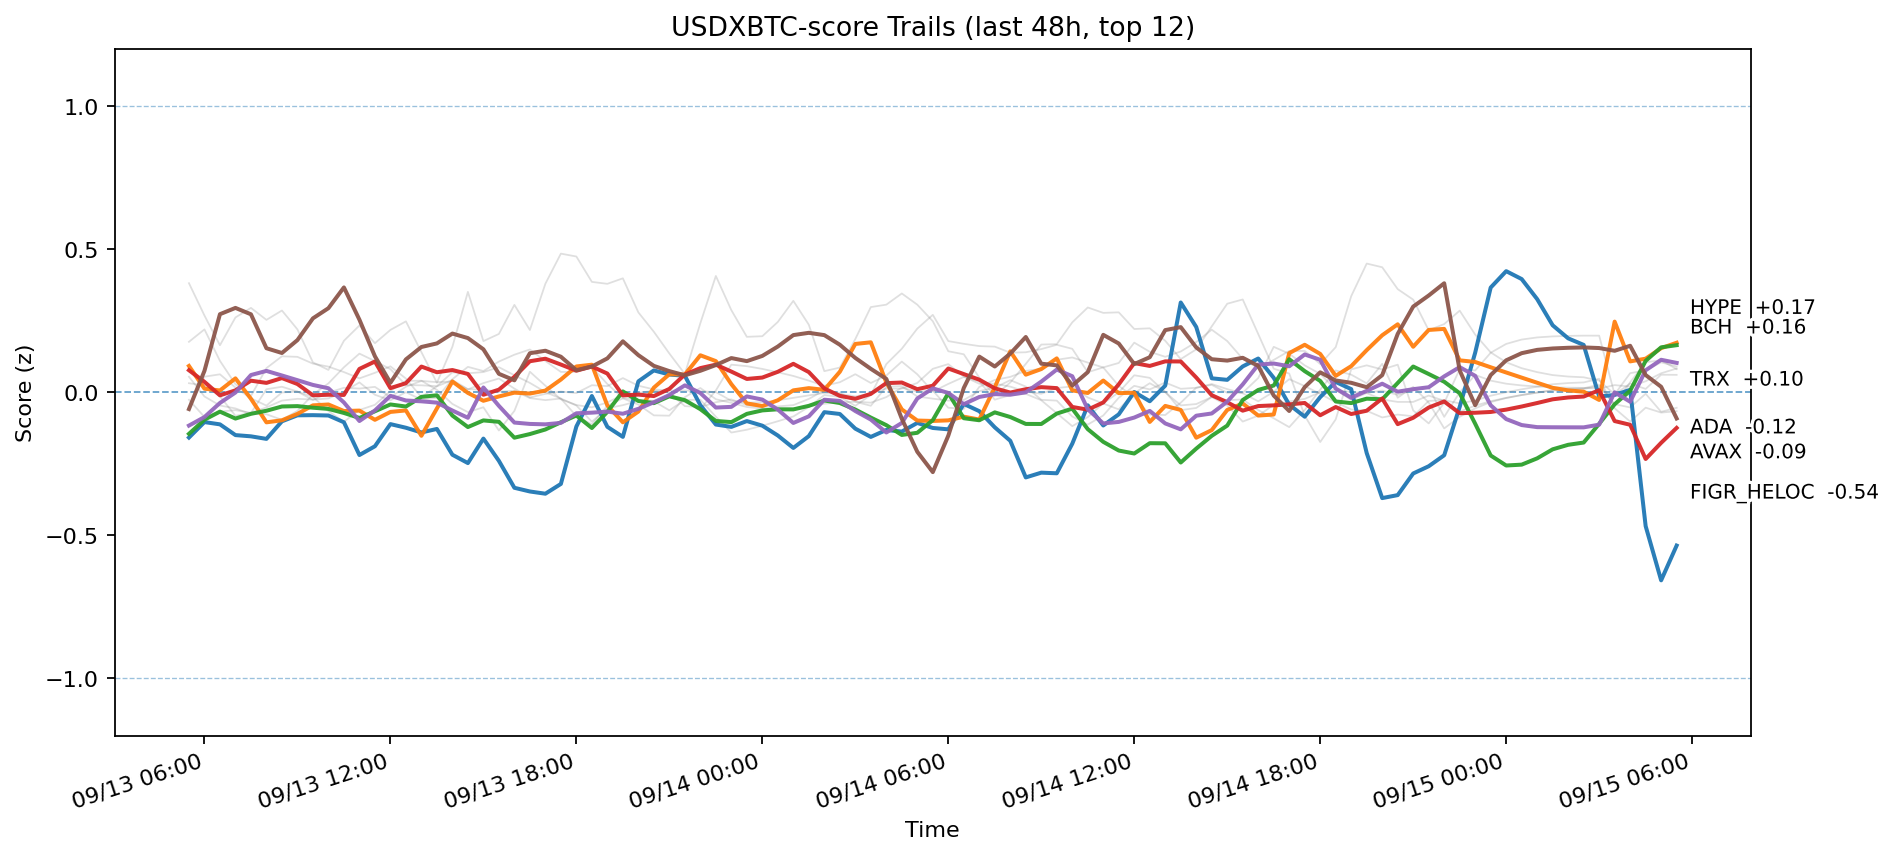 USDXBTC-score Trails (last 48h, top 12)
Score (z)
1.0
0.5
0.0
−0.5
−1.0
HYPE +0.17
BCH +0.16
TRX +0.10
ADA -0.12
AVAX -0.09
FIGR_HELOC -0.54
09/13 06:00
09/13 12:00
09/13 18:00
09/14 00:00
09/14 06:00
09/14 12:00
09/14 18:00
09/15 00:00
09/15 06:00
Time